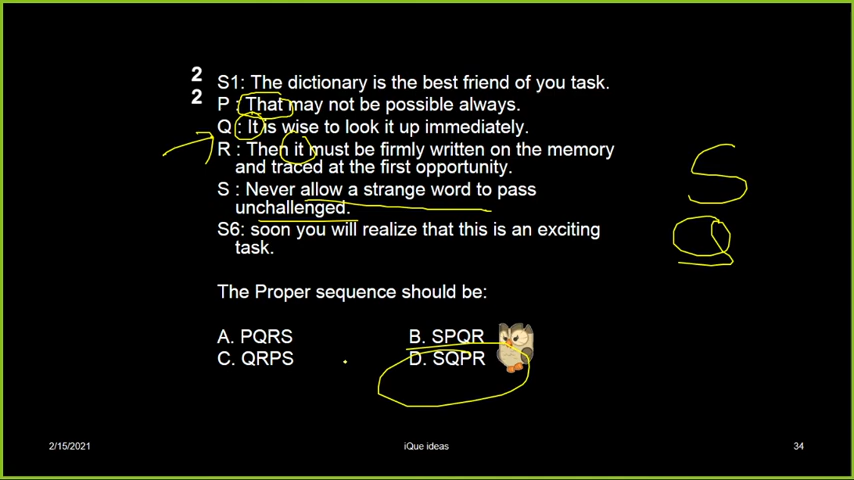 2
2
S1: The dictionary is the best friend of you task.
P : That may not be possible always.
Q : It is wise to look it up immediately.
R : Then it must be firmly written on the memory
and traced at the first opportunity.
S : Never allow a strange word to pass
unchallenged.
S6: soon you will realize that this is an exciting
task.
S
Q
The Proper sequence should be:
A. PQRS
B. SPQR
C. QRPS
D. SQPR
2/15/2021
iQue ideas
34